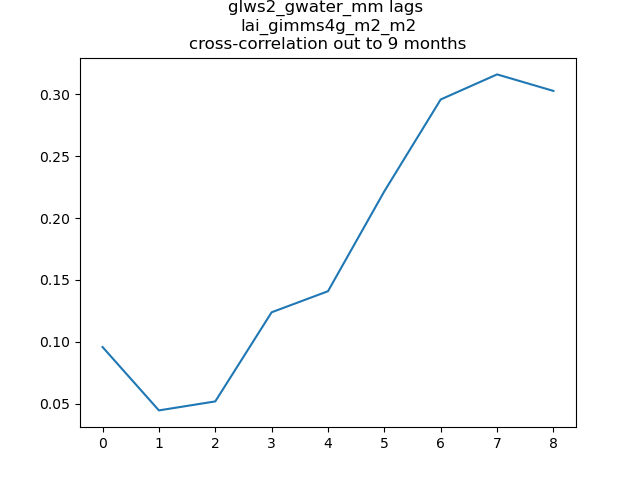 glws2_gwater_mm lags
lai_gimms4g_m2_m2
cross-correlation out to 9 months
0.30
0.25
0.20
0.15
0.10
0.05
0 1 2 3 4 5 6 7 8